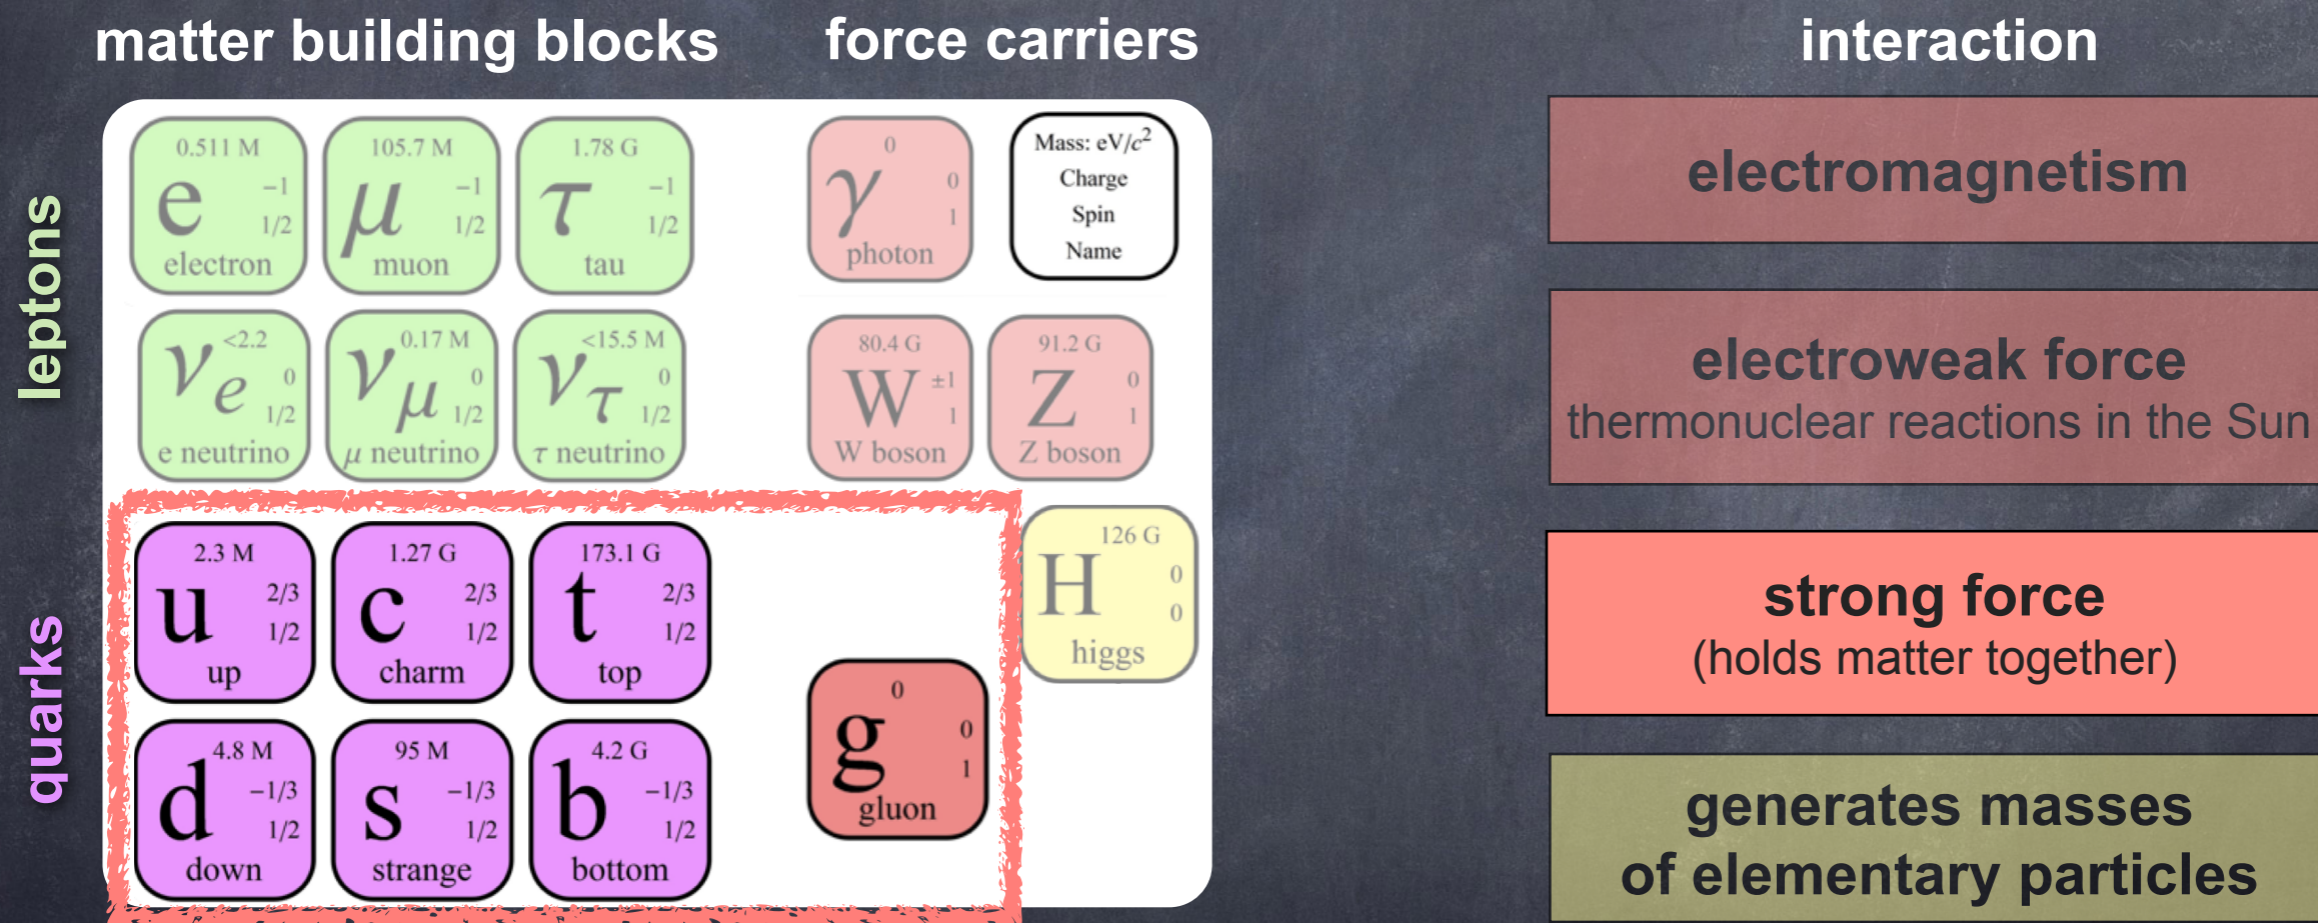 matter building blocks
force carriers
interaction
leptons
quarks
0.511 M
e
−1
1/2
electron
105.7 M
μ
−1
1/2
muon
1.78 G
τ
−1
1/2
tau
0
γ
0
1
photon
Mass: eV/c²
Charge
Spin
Name
<2.2
νe
0
1/2
e neutrino
0.17 M
νμ
0
1/2
μ neutrino
<15.5 M
ντ
0
1/2
τ neutrino
80.4 G
W
±1
1
W boson
91.2 G
Z
0
1
Z boson
2.3 M
u
2/3
1/2
up
1.27 G
c
2/3
1/2
charm
173.1 G
t
2/3
1/2
top
126 G
H
0
0
higgs
4.8 M
d
−1/3
1/2
down
95 M
s
−1/3
1/2
strange
4.2 G
b
−1/3
1/2
bottom
0
g
0
1
gluon
electromagnetism
electroweak force
thermonuclear reactions in the Sun
strong force
(holds matter together)
generates masses
of elementary particles